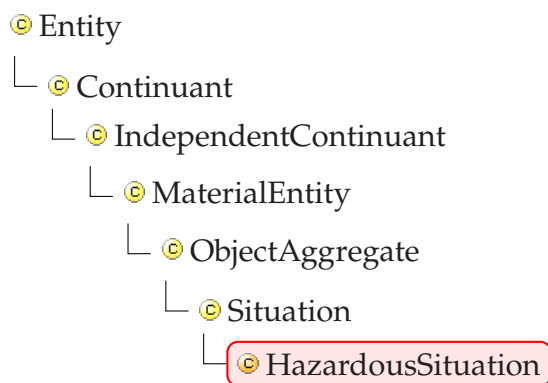 © Entity
© Continuant
© IndependentContinuant
© MaterialEntity
© ObjectAggregate
© Situation
© HazardousSituation